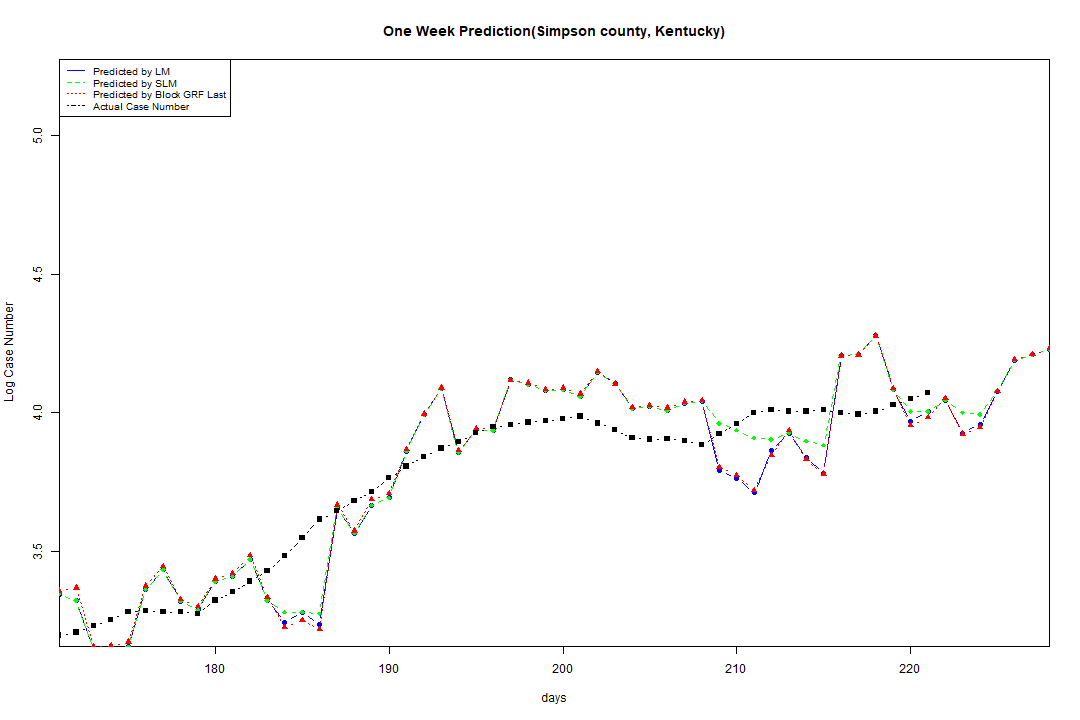 One Week Prediction(Simpson county, Kentucky)
Predicted by LM
Predicted by SLM
Predicted by Block GRF Last
Actual Case Number
5.0
4.5
4.0
3.5
Log Case Number
180 190 200 210 220
days